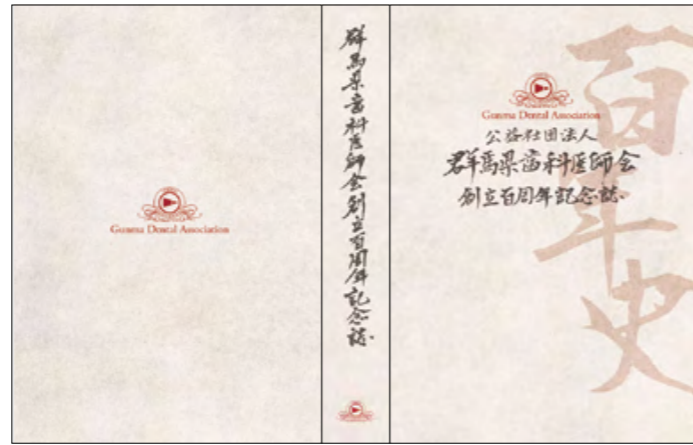 Gunma Dental Association
群馬県歯科医師会創立百周年記念誌
Gunma Dental Association
公益社団法人
群馬県歯科医師会
創立百周年記念誌
百年史